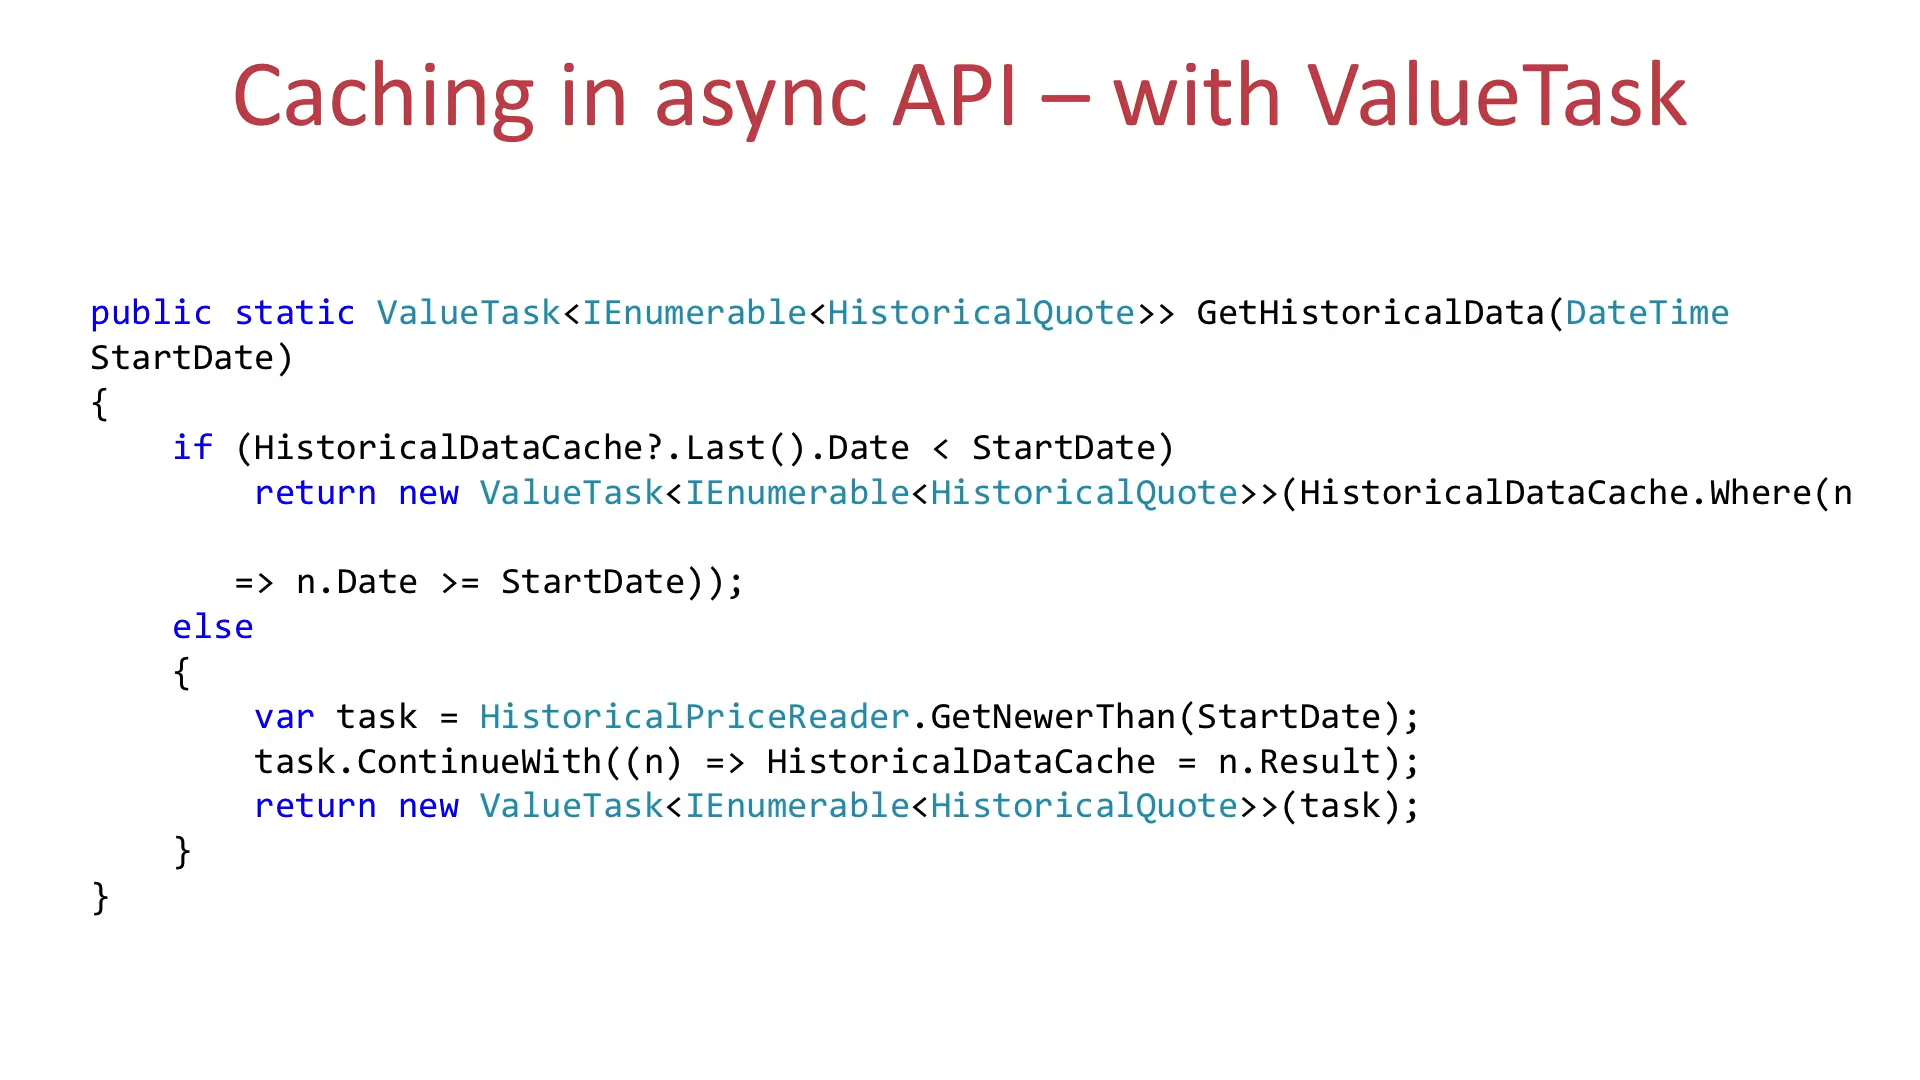 Caching in async API – with ValueTask
public static ValueTask<IEnumerable<HistoricalQuote>> GetHistoricalData(DateTime
StartDate)
{
    if (HistoricalDataCache?.Last().Date < StartDate)
        return new ValueTask<IEnumerable<HistoricalQuote>>(HistoricalDataCache.Where(n
       => n.Date >= StartDate));
    else
    {
        var task = HistoricalPriceReader.GetNewerThan(StartDate);
        task.ContinueWith((n) => HistoricalDataCache = n.Result);
        return new ValueTask<IEnumerable<HistoricalQuote>>(task);
    }
}